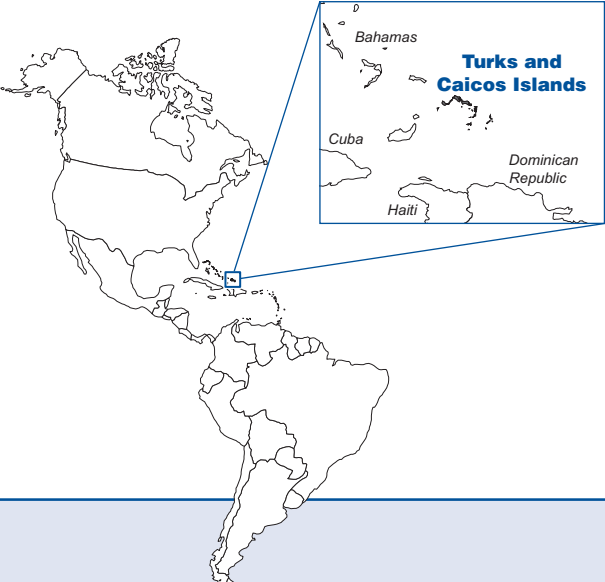 Bahamas
Turks and
Caicos Islands
Cuba
Dominican
Republic
Haiti